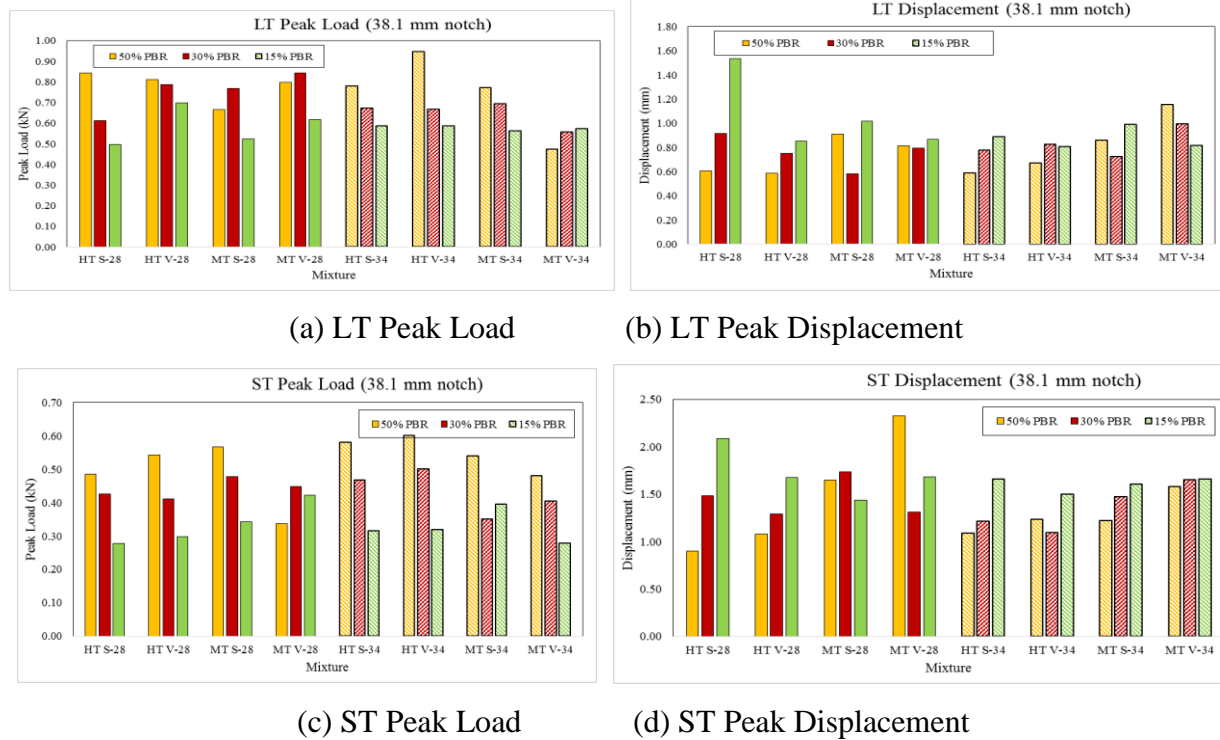 LT Peak Load (38.1 mm notch)
50% PBR 30% PBR 15% PBR
Peak Load (kN)
1.00
0.90
0.80
0.70
0.60
0.50
0.40
0.30
0.20
0.10
0.00
HT S-28 HT V-28 MT S-28 MT V-28 HT S-34 HT V-34 MT S-34 MT V-34
Mixture
LT Displacement (38.1 mm notch)
50% PBR 30% PBR 15% PBR
Displacement (mm)
1.80
1.60
1.40
1.20
1.00
0.80
0.60
0.40
0.20
0.00
HT S-28 HT V-28 MT S-28 MT V-28 HT S-34 HT V-34 MT S-34 MT V-34
Mixture
(a) LT Peak Load (b) LT Peak Displacement
ST Peak Load (38.1 mm notch)
50% PBR 30% PBR 15% PBR
Peak Load (kN)
0.70
0.60
0.50
0.40
0.30
0.20
0.10
0.00
HT S-28 HT V-28 MT S-28 MT V-28 HT S-34 HT V-34 MT S-34 MT V-34
Mixture
ST Displacement (38.1 mm notch)
50% PBR 30% PBR 15% PBR
Displacement (mm)
2.50
2.00
1.50
1.00
0.50
0.00
HT S-28 HT V-28 MT S-28 MT V-28 HT S-34 HT V-34 MT S-34 MT V-34
Mixture
(c) ST Peak Load (d) ST Peak Displacement